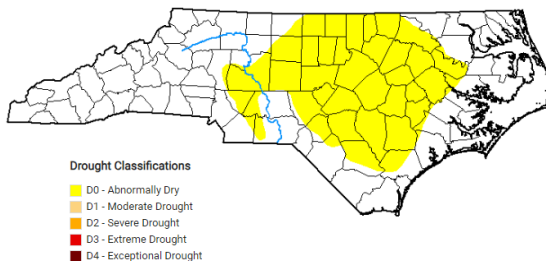 Drought Classifications
D0 - Abnormally Dry
D1 - Moderate Drought
D2 - Severe Drought
D3 - Extreme Drought
D4 - Exceptional Drought